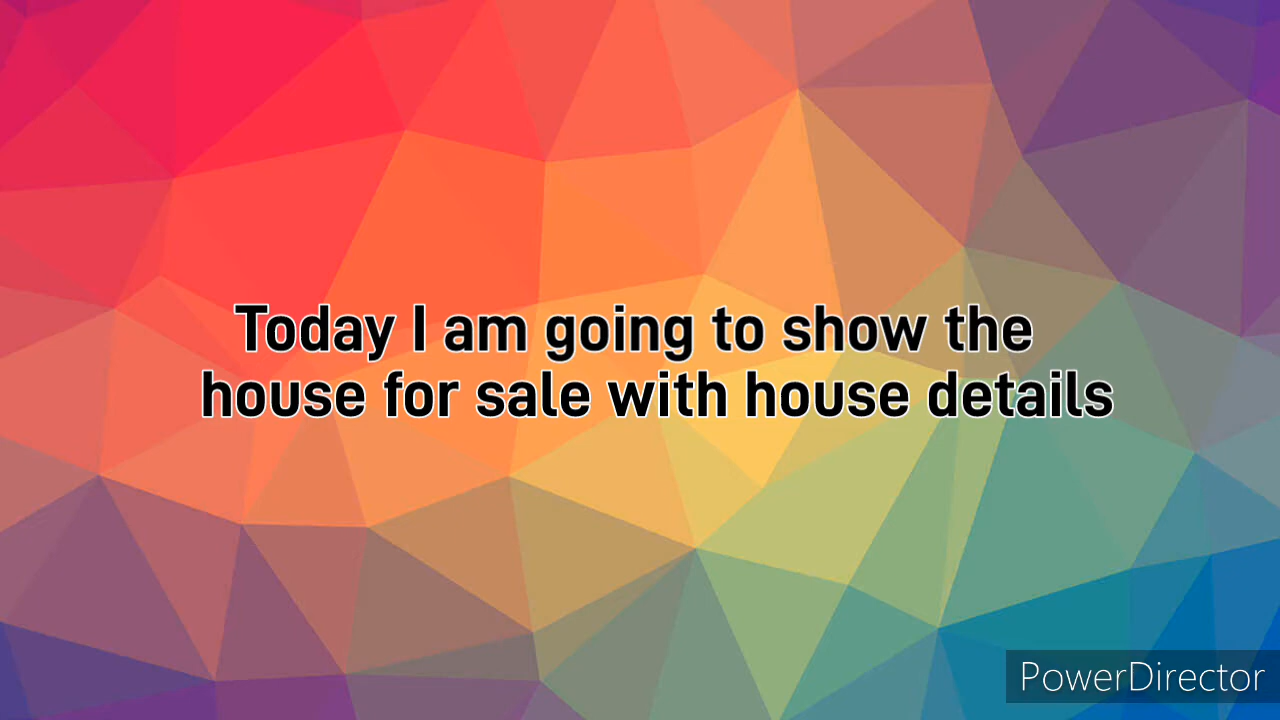 Today I am going to show the
house for sale with house details
PowerDirector